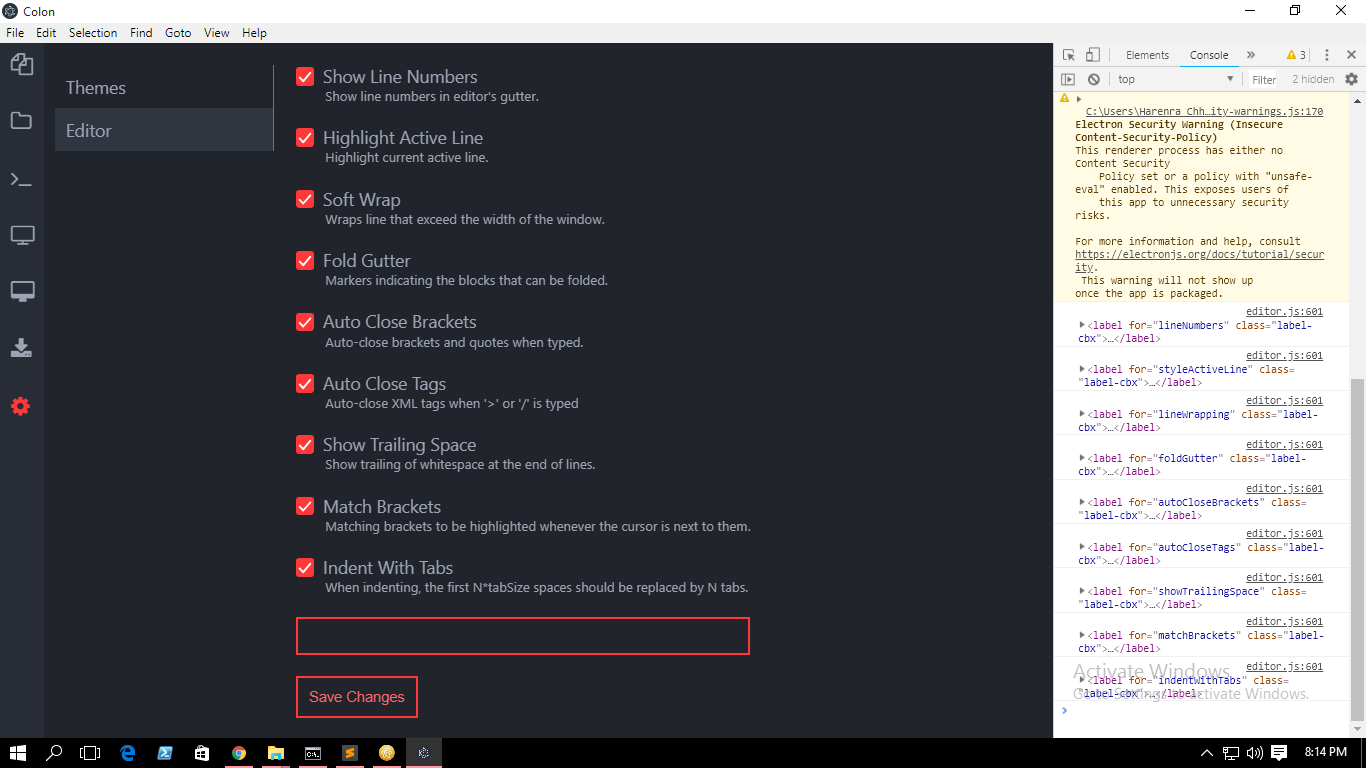 Colon
File Edit Selection Find Goto View Help
Themes
Editor
Show Line Numbers
Show line numbers in editor's gutter.
Highlight Active Line
Highlight current active line.
Soft Wrap
Wraps line that exceed the width of the window.
Fold Gutter
Markers indicating the blocks that can be folded.
Auto Close Brackets
Auto-close brackets and quotes when typed.
Auto Close Tags
Auto-close XML tags when '>' or '/' is typed
Show Trailing Space
Show trailing of whitespace at the end of lines.
Match Brackets
Matching brackets to be highlighted whenever the cursor is next to them.
Indent With Tabs
When indenting, the first N*tabSize spaces should be replaced by N tabs.
Save Changes
Elements Console » 3
top Filter 2 hidden
C:\Users\Harenra Chh…ity-warnings.js:170
Electron Security Warning (Insecure
Content-Security-Policy)
This renderer process has either no
Content Security
Policy set or a policy with "unsafe-
eval" enabled. This exposes users of
this app to unnecessary security
risks.
For more information and help, consult
https://electronjs.org/docs/tutorial/secur
ity.
This warning will not show up
once the app is packaged.
editor.js:601
<label for="lineNumbers" class="label-
cbx">…</label>
editor.js:601
<label for="styleActiveLine" class=
"label-cbx">…</label>
editor.js:601
<label for="lineWrapping" class="label-
cbx">…</label>
editor.js:601
<label for="foldGutter" class="label-
cbx">…</label>
editor.js:601
<label for="autoCloseBrackets" class=
"label-cbx">…</label>
editor.js:601
<label for="autoCloseTags" class="label-
cbx">…</label>
editor.js:601
<label for="showTrailingSpace" class=
"label-cbx">…</label>
editor.js:601
<label for="matchBrackets" class="label-
cbx">…</label>
editor.js:601
<label for="indentWithTabs" class=
"label-cbx">…</label>
Activate Windows
Go to Settings to activate Windows.
8:14 PM